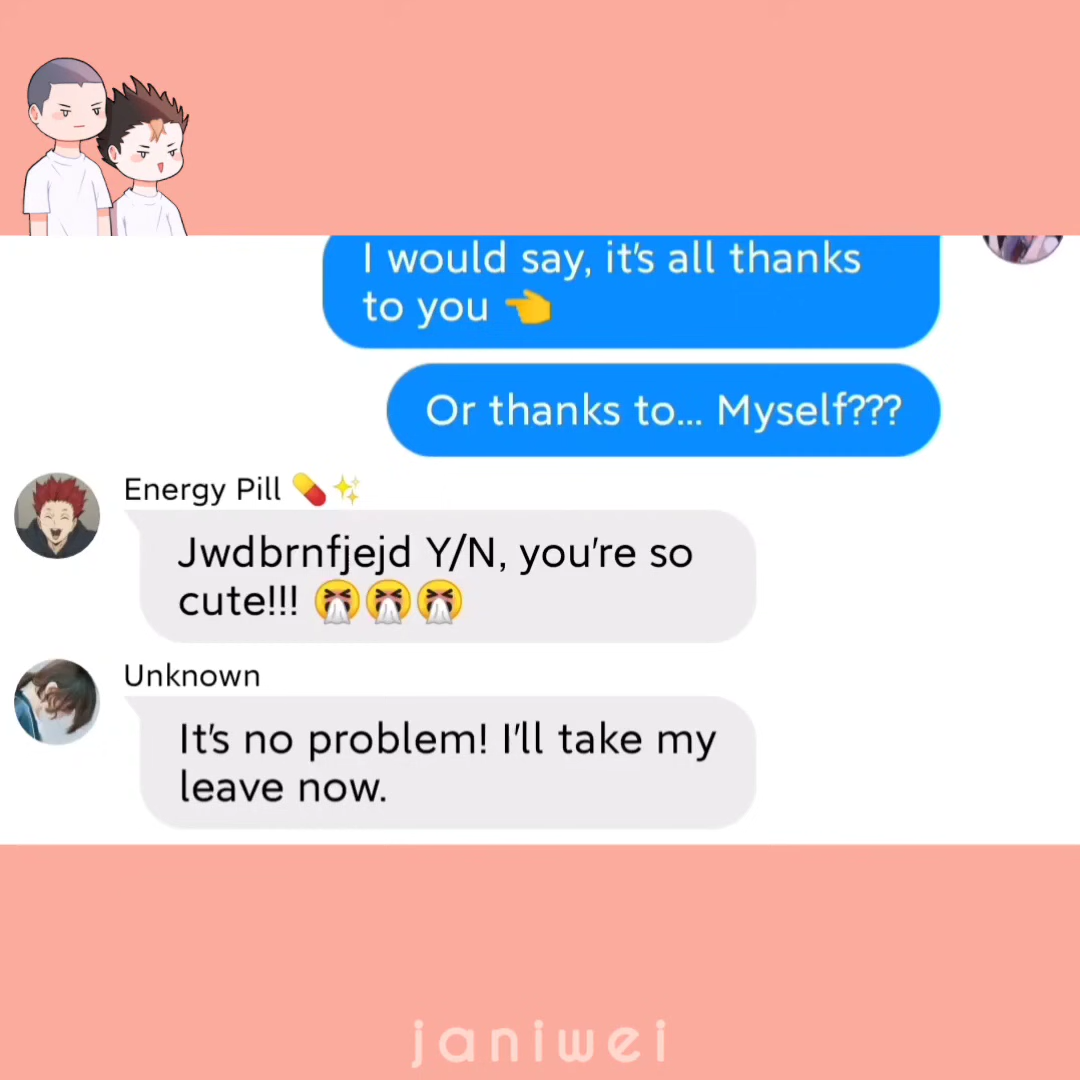 I would say, it's all thanks
to you 👈
Or thanks to... Myself???
Energy Pill 💊✨
Jwdbrnfjejd Y/N, you're so
cute!!! 🤧🤧🤧
Unknown
It's no problem! I'll take my
leave now.
janiwei